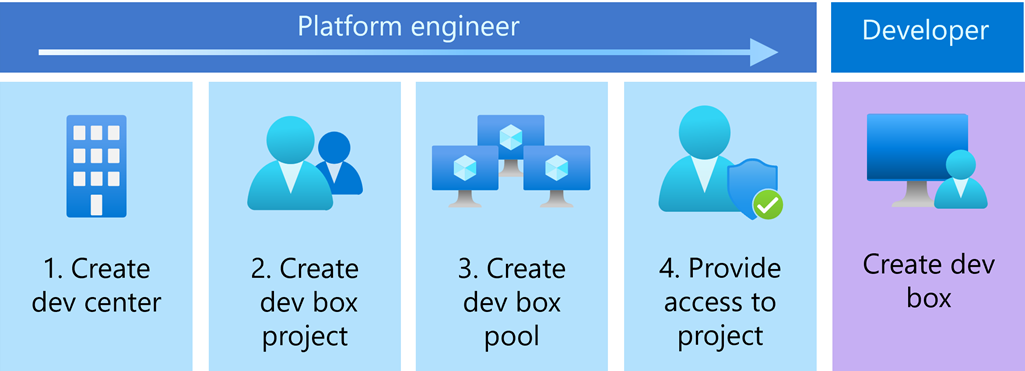 Platform engineer
Developer
1. Create
dev center
2. Create
dev box
project
3. Create
dev box
pool
4. Provide
access to
project
Create dev
box